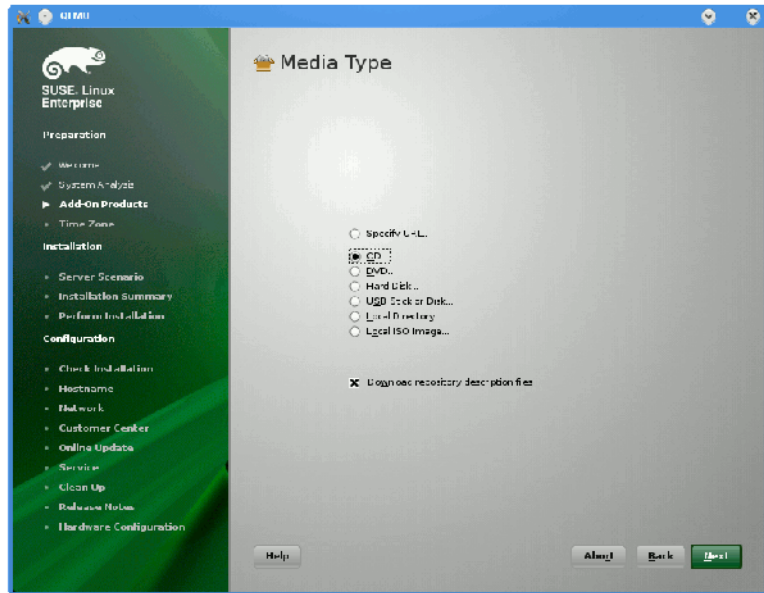 QEMU
SUSE. Linux
Enterprise
Preparation
Welcome
System Analysis
Add-On Products
Time Zone
Installation
Server Scenario
Installation Summary
Perform Installation
Configuration
Check Installation
Hostname
Network
Customer Center
Online Update
Service
Clean Up
Release Notes
Hardware Configuration
Media Type
Specify URL...
CD
DVD...
Hard Disk...
USB Stick or Disk...
Local Directory
Local ISO Image...
Download repository description files
Help
Abort
Back
Next